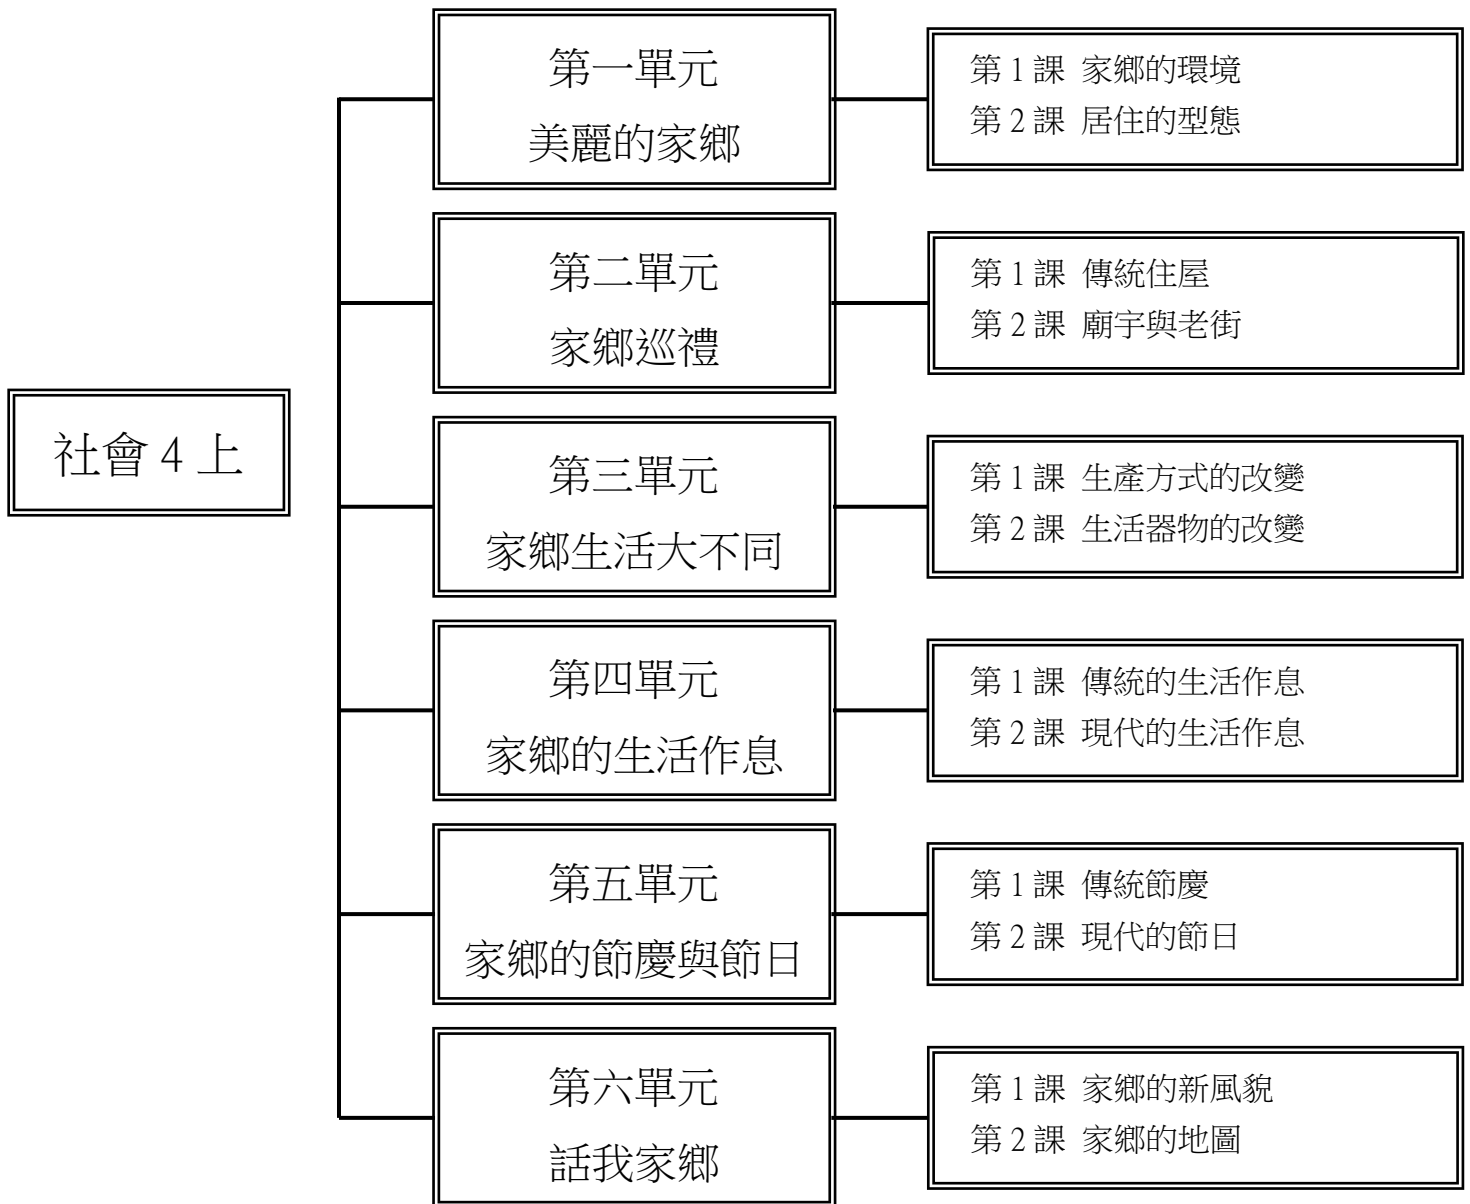 社會 4 上
第一單元
美麗的家鄉
第 1 課 家鄉的環境
第 2 課 居住的型態
第二單元
家鄉巡禮
第 1 課 傳統住屋
第 2 課 廟宇與老街
第三單元
家鄉生活大不同
第 1 課 生產方式的改變
第 2 課 生活器物的改變
第四單元
家鄉的生活作息
第 1 課 傳統的生活作息
第 2 課 現代的生活作息
第五單元
家鄉的節慶與節日
第 1 課 傳統節慶
第 2 課 現代的節日
第六單元
話我家鄉
第 1 課 家鄉的新風貌
第 2 課 家鄉的地圖